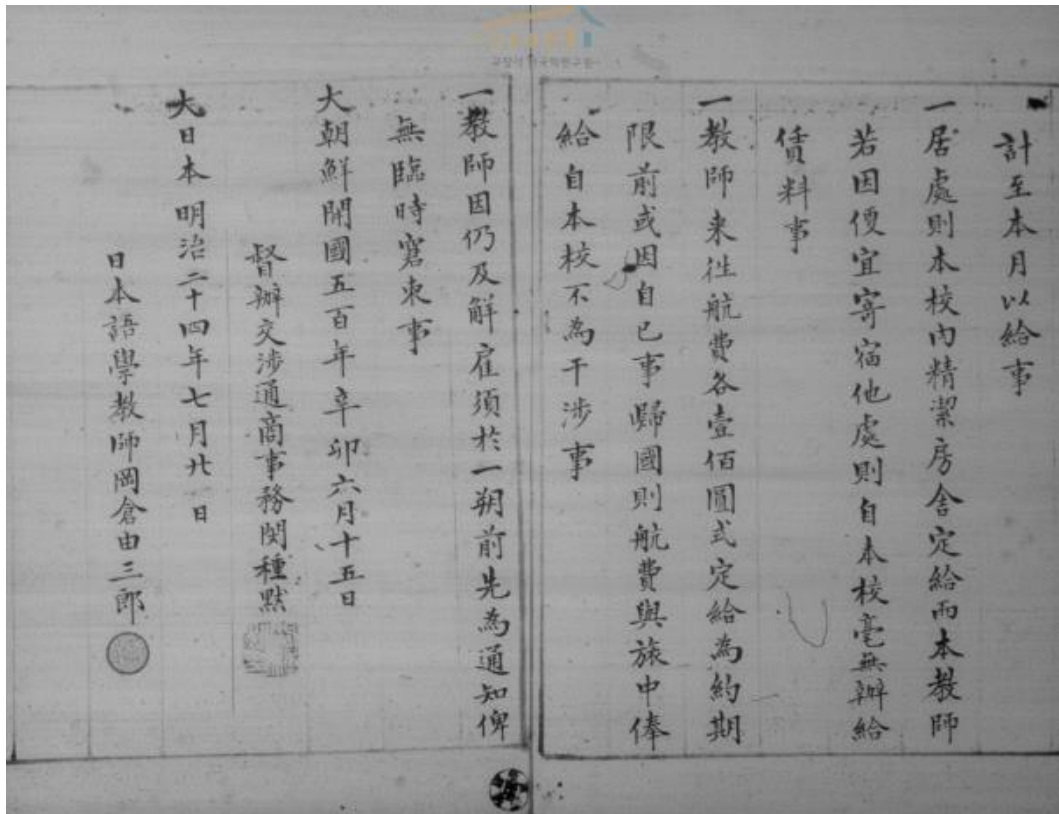 計至本月以給事
一居處則本校內精潔房舍定給而本教師
若因便宜寄宿他處則自本校毫無辦給
賃料事
一教師來往航費各壹佰圓式定給為約期
限前或因自己事歸國則航費與旅中俸
給自本校不為干涉事
一教師因仍及解雇須於一朔前先為通知俾
無臨時窘束事
大朝鮮開國五百年辛卯六月十五日
督辦交涉通商事務閔種默
大日本明治二十四年七月廿日
日本語學教師岡倉由三郎